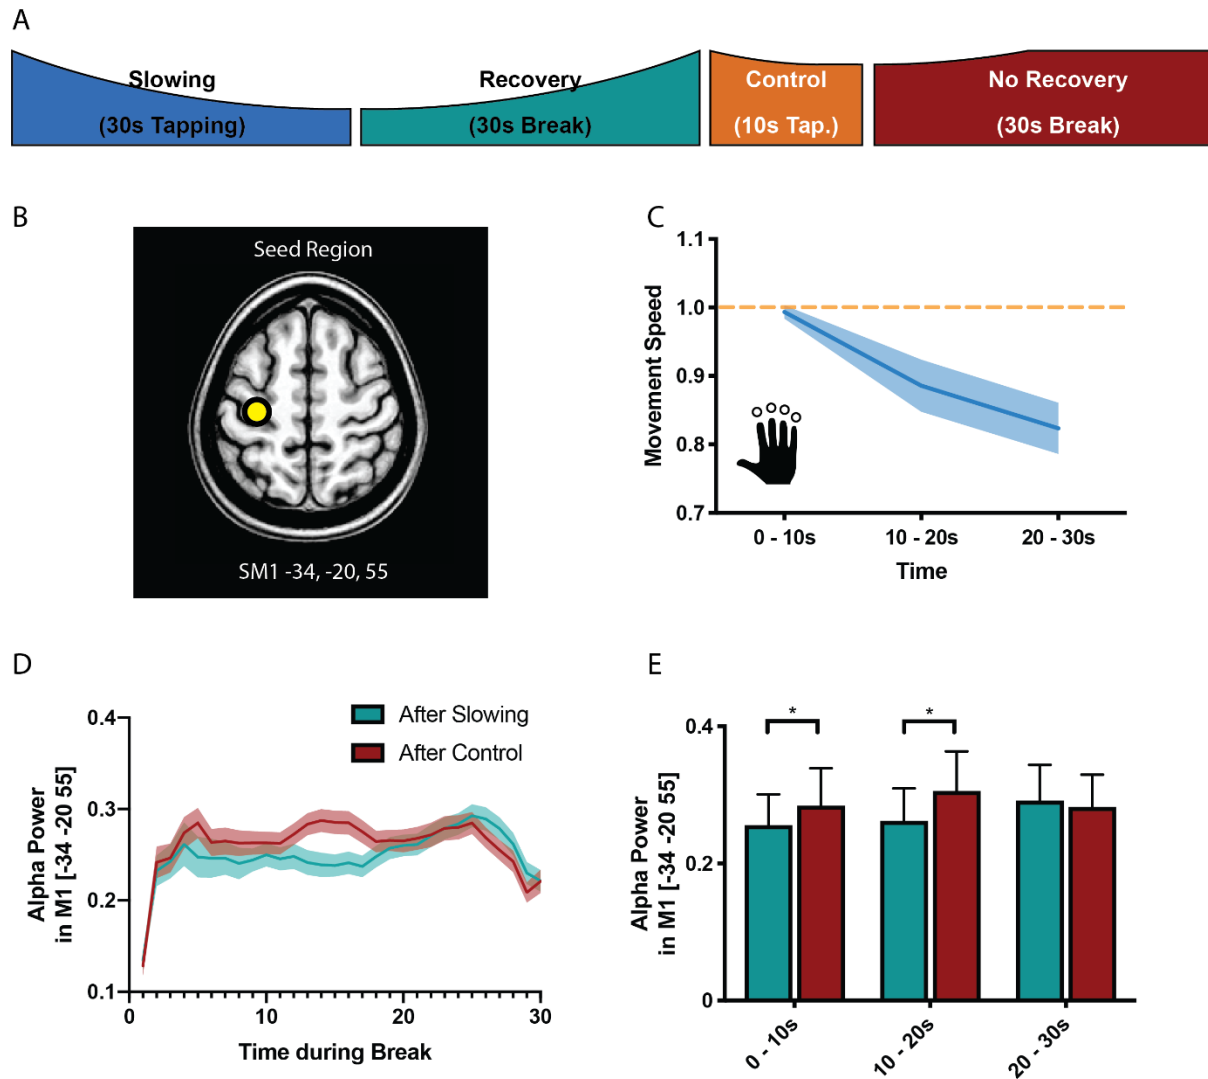 A
Slowing
(30s Tapping)
Recovery
(30s Break)
Control
(10s Tap.)
No Recovery
(30s Break)
B
Seed Region
SM1 -34, -20, 55
C
Movement Speed
1.1
1.0
0.9
0.8
0.7
0 - 10s
10 - 20s
20 - 30s
Time
D
After Slowing
After Control
Alpha Power
in M1 [-34 -20 55]
0.4
0.3
0.2
0.1
0
10
20
30
Time during Break
E
Alpha Power
in M1 [-34 -20 55]
0.4
0.2
0
*
*
0 - 10s
10 - 20s
20 - 30s